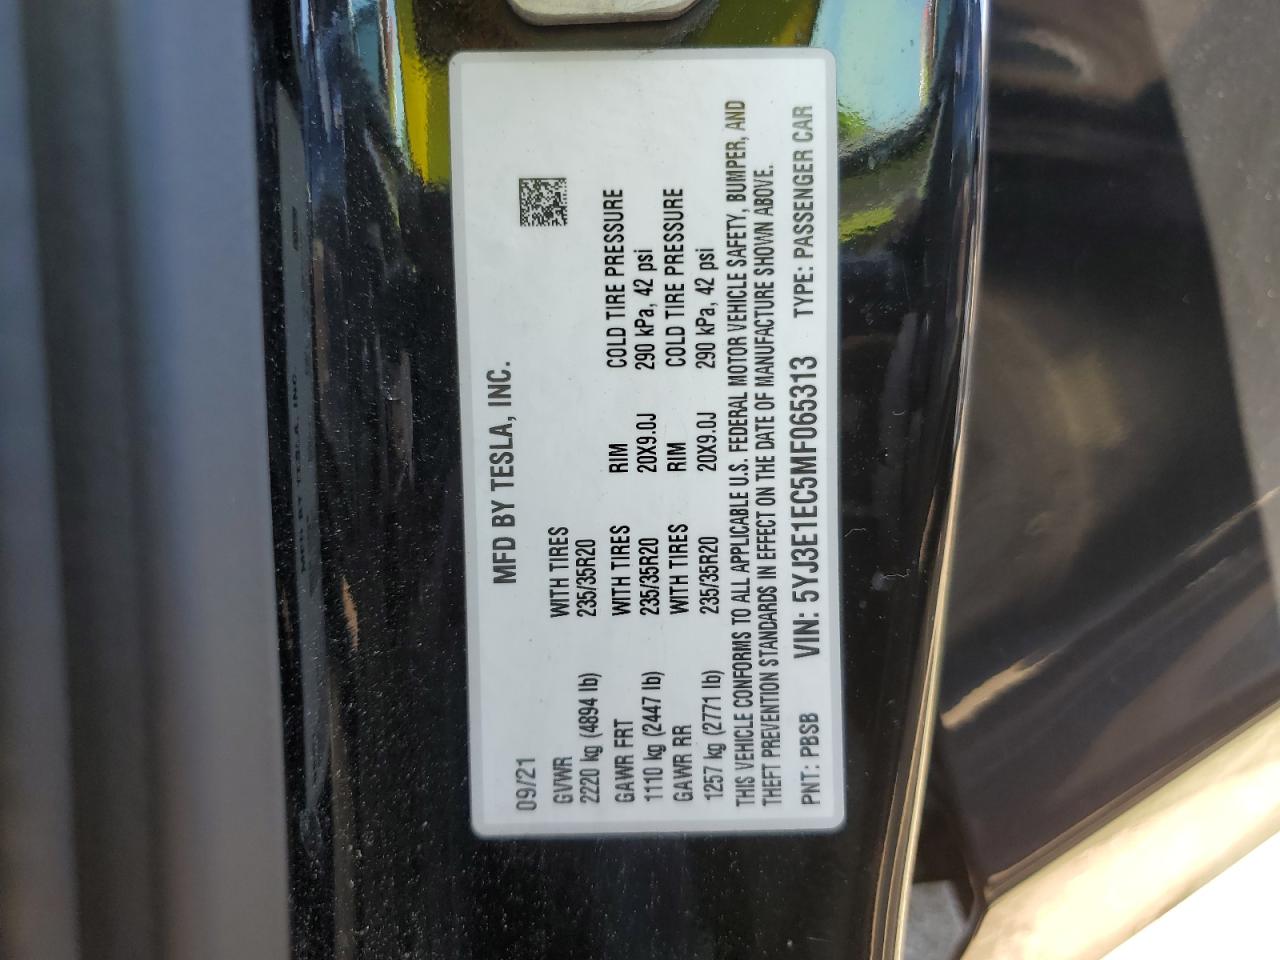 09/21 MFD BY TESLA, INC.
GVWR WITH TIRES
2220 kg (4894 lb) 235/35R20
GAWR FRT WITH TIRES RIM COLD TIRE PRESSURE
1110 kg (2447 lb) 235/35R20 20X9.0J 290 kPa, 42 psi
GAWR RR WITH TIRES RIM COLD TIRE PRESSURE
1257 kg (2771 lb) 235/35R20 20X9.0J 290 kPa, 42 psi
THIS VEHICLE CONFORMS TO ALL APPLICABLE U.S. FEDERAL MOTOR VEHICLE SAFETY, BUMPER, AND
THEFT PREVENTION STANDARDS IN EFFECT ON THE DATE OF MANUFACTURE SHOWN ABOVE.
PNT: PBSB VIN: 5YJ3E1EC5MF065313 TYPE: PASSENGER CAR